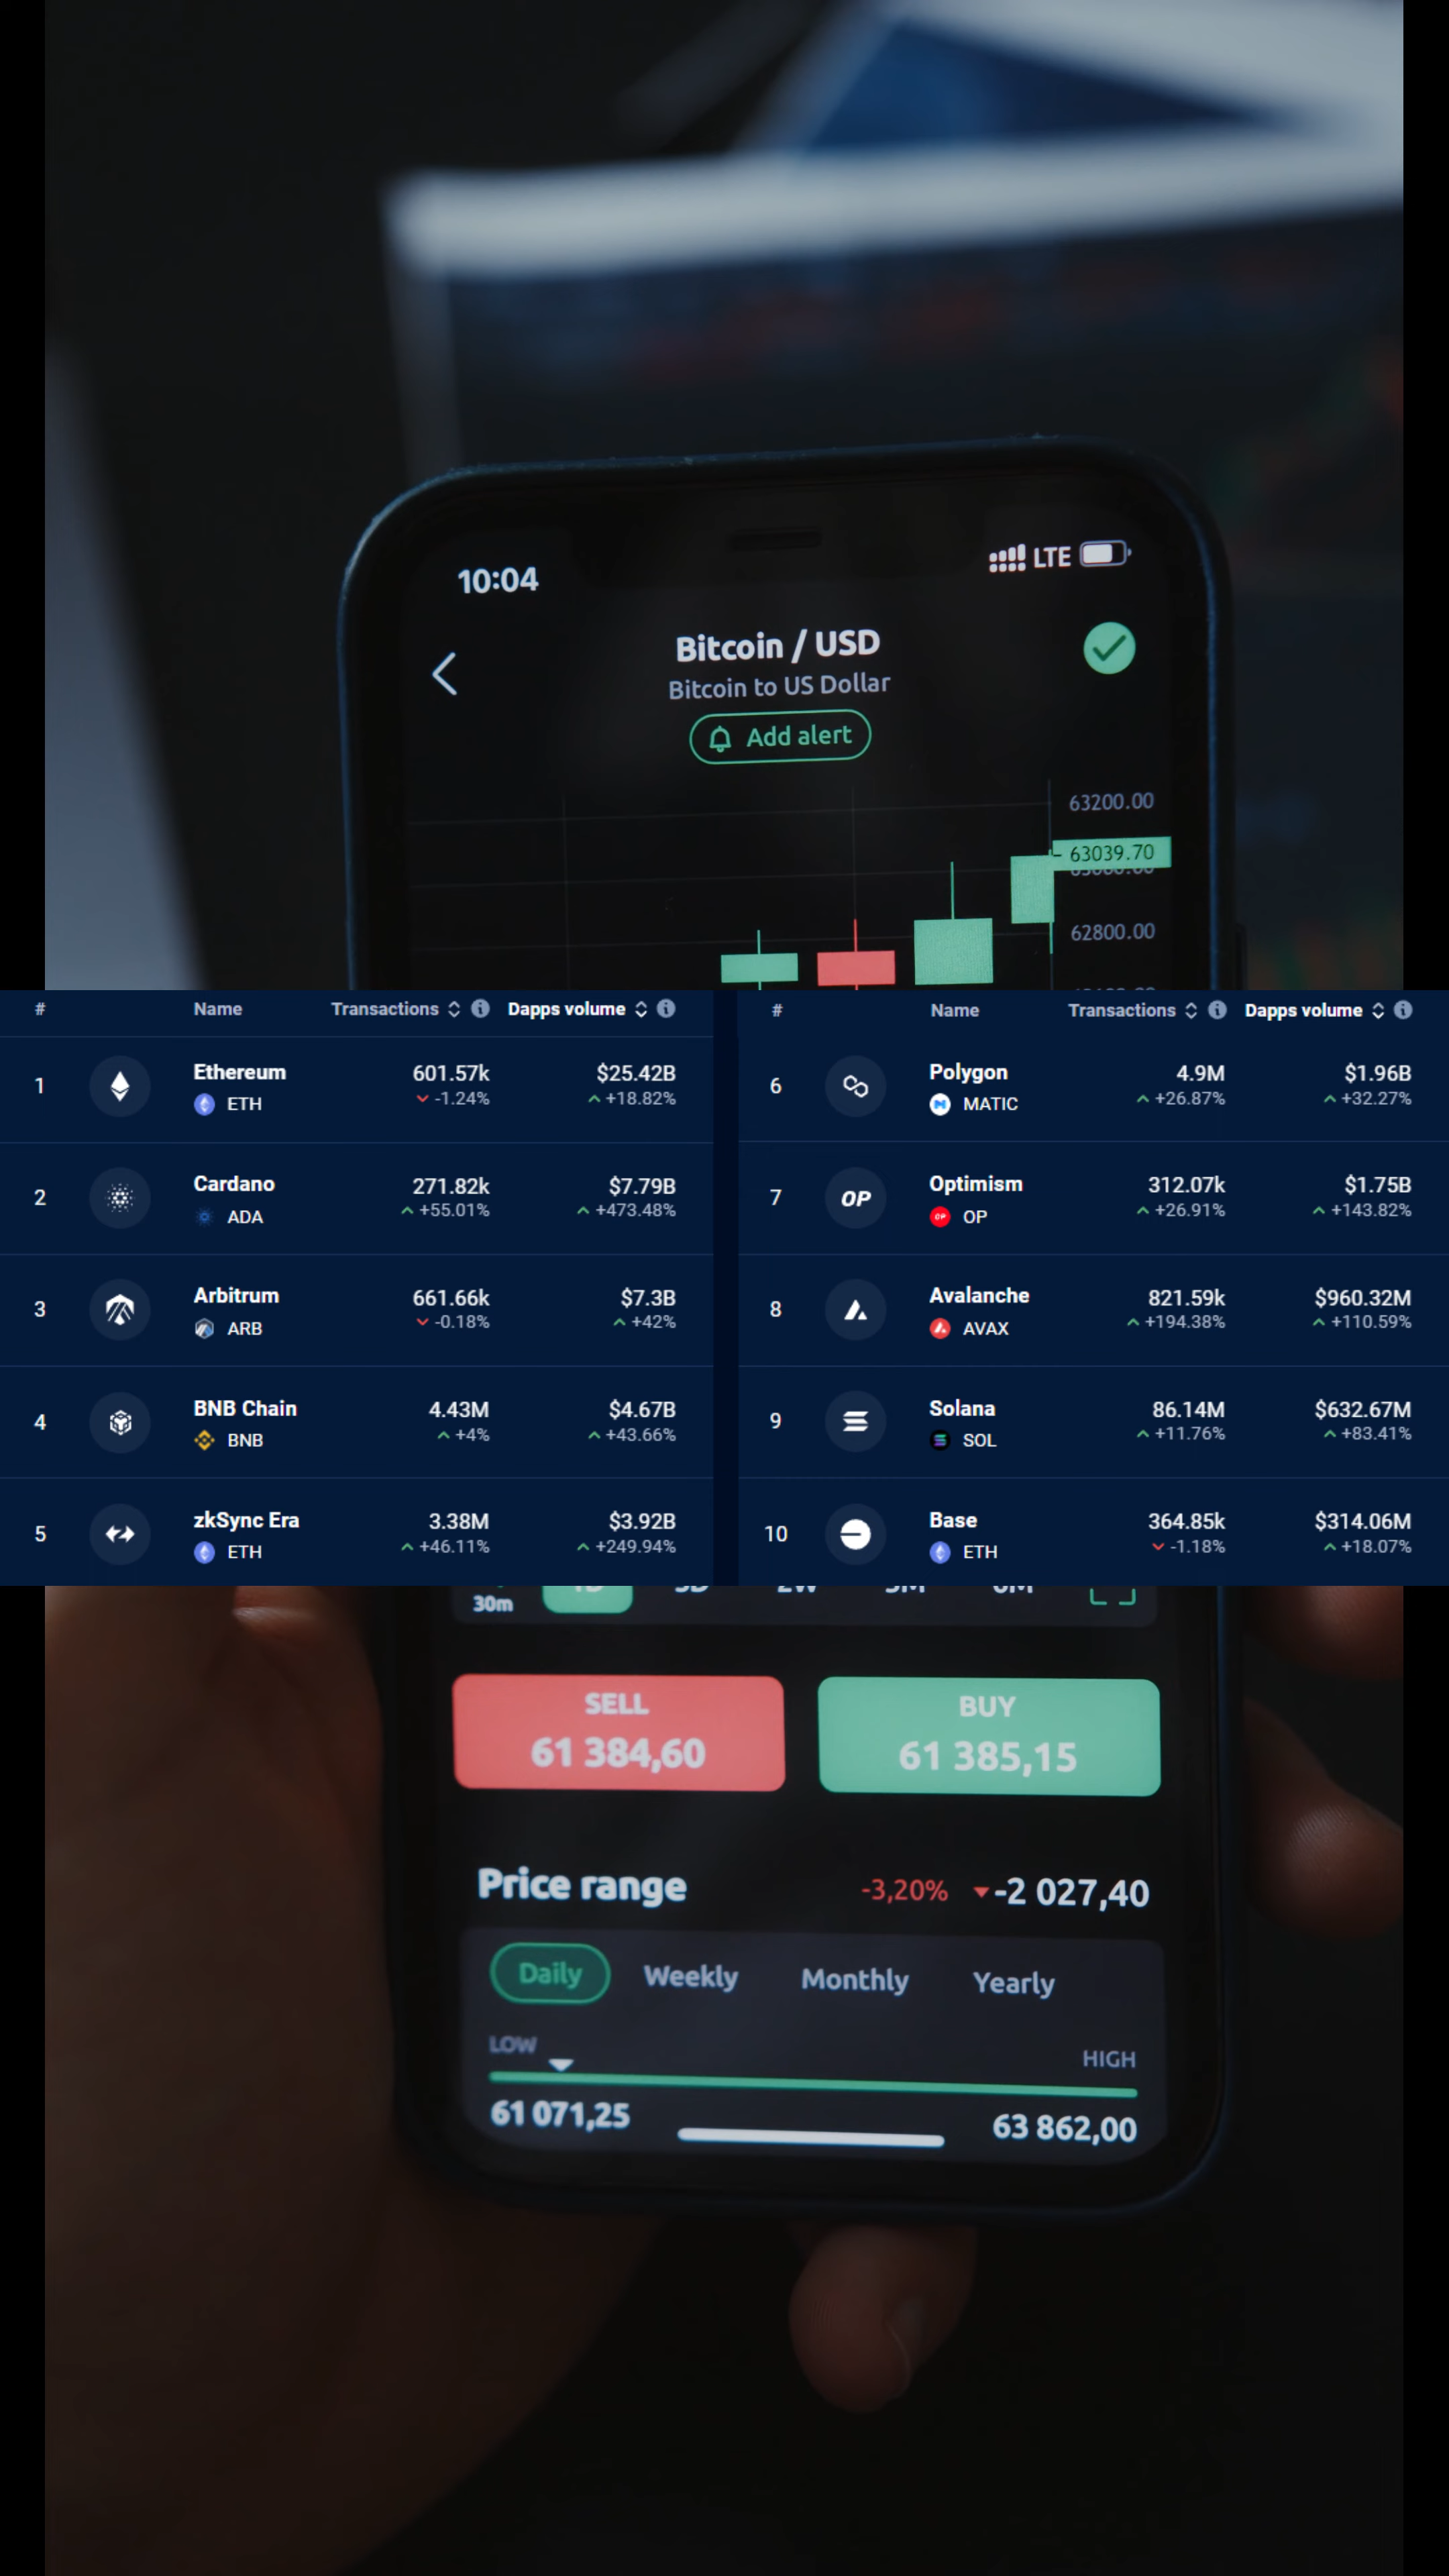 10:04
LTE
Bitcoin / USD
Bitcoin to US Dollar
Add alert
63200.00
63039.70
62800.00
# Name Transactions Dapps volume
1 Ethereum 601.57k $25.42B
ETH -1.24% +18.82%
2 Cardano 271.82k $7.79B
ADA +55.01% +473.48%
3 Arbitrum 661.66k $7.3B
ARB -0.18% +42%
4 BNB Chain 4.43M $4.67B
BNB +4% +43.66%
5 zkSync Era 3.38M $3.92B
ETH +46.11% +249.94%
# Name Transactions Dapps volume
6 Polygon 4.9M $1.96B
MATIC +26.87% +32.27%
7 OP Optimism 312.07k $1.75B
OP OP +26.91% +143.82%
8 Avalanche 821.59k $960.32M
AVAX +194.38% +110.59%
9 Solana 86.14M $632.67M
SOL +11.76% +83.41%
10 Base 364.85k $314.06M
ETH -1.18% +18.07%
30m
SELL
61 384,60
BUY
61 385,15
Price range -3,20% -2 027,40
Daily Weekly Monthly Yearly
LOW HIGH
61 071,25 63 862,00